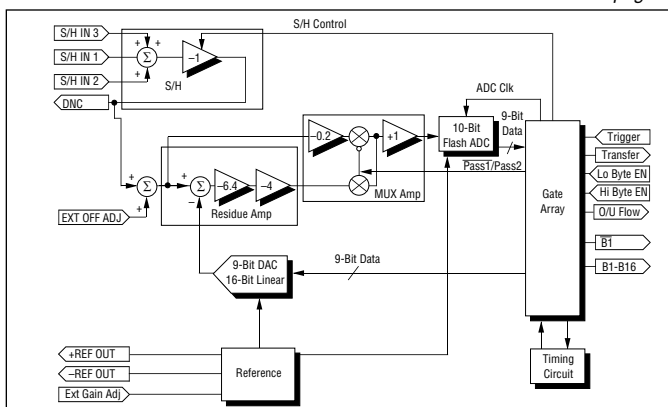 S/H Control
S/H IN 3
S/H IN 1
S/H IN 2
DNC
+
+
+
Σ
−1
S/H
ADC Clk
9-Bit
Data
−0.2
+1
10-Bit
Flash ADC
Pass1/Pass2
MUX Amp
+
+
Σ
EXT OFF ADJ
+
−
Σ
−6.4
−4
Residue Amp
Gate
Array
Trigger
Transfer
Lo Byte EN
Hi Byte EN
O/U Flow
B1
B1-B16
9-Bit DAC
16-Bit Linear
9-Bit Data
+REF OUT
−REF OUT
Ext Gain Adj
Reference
Timing
Circuit